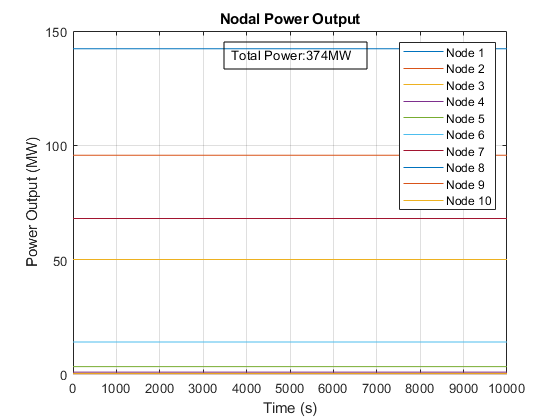 Nodal Power Output
Total Power:374MW
Node 1
Node 2
Node 3
Node 4
Node 5
Node 6
Node 7
Node 8
Node 9
Node 10
Power Output (MW)
150
100
50
0
0 1000 2000 3000 4000 5000 6000 7000 8000 9000 10000
Time (s)